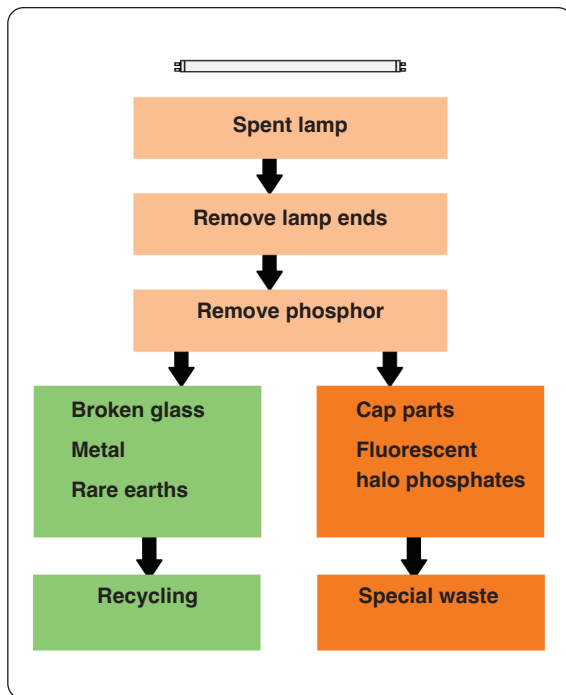 Spent lamp
Remove lamp ends
Remove phosphor
Broken glass
Metal
Rare earths
Cap parts
Fluorescent
halo phosphates
Recycling
Special waste